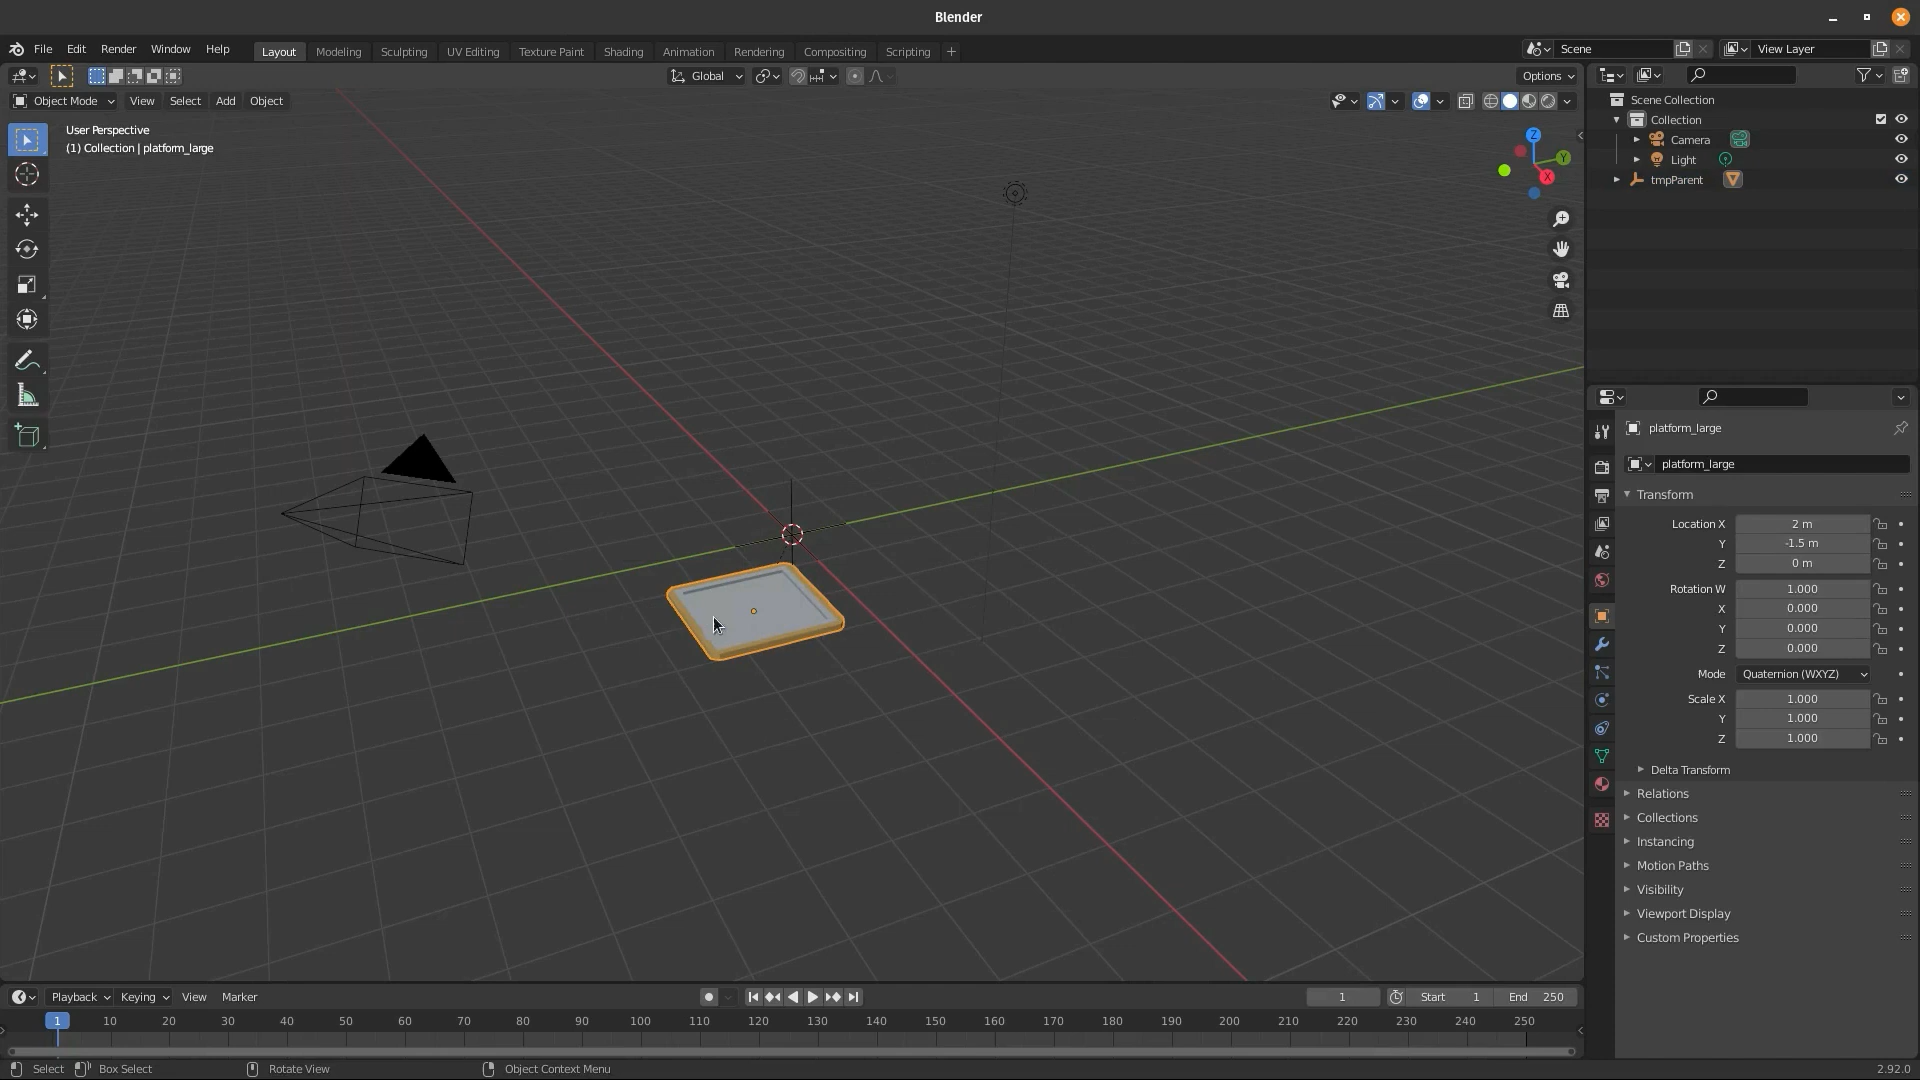 Blender
File Edit Render Window Help Layout Modeling Sculpting UV Editing Texture Paint Shading Animation Rendering Compositing Scripting + Scene View Layer
Global Options
Object Mode View Select Add Object
User Perspective
(1) Collection | platform_large
Z
Y
X
Scene Collection
Collection
Camera
Light
tmpParent
platform_large
platform_large
Transform
Location X 2 m
Y -1.5 m
Z 0 m
Rotation W 1.000
X 0.000
Y 0.000
Z 0.000
Mode Quaternion (WXYZ)
Scale X 1.000
Y 1.000
Z 1.000
Delta Transform
Relations
Collections
Instancing
Motion Paths
Visibility
Viewport Display
Custom Properties
Playback Keying View Marker 1 Start 1 End 250
1 10 20 30 40 50 60 70 80 90 100 110 120 130 140 150 160 170 180 190 200 210 220 230 240 250
Select Box Select Rotate View Object Context Menu 2.92.0